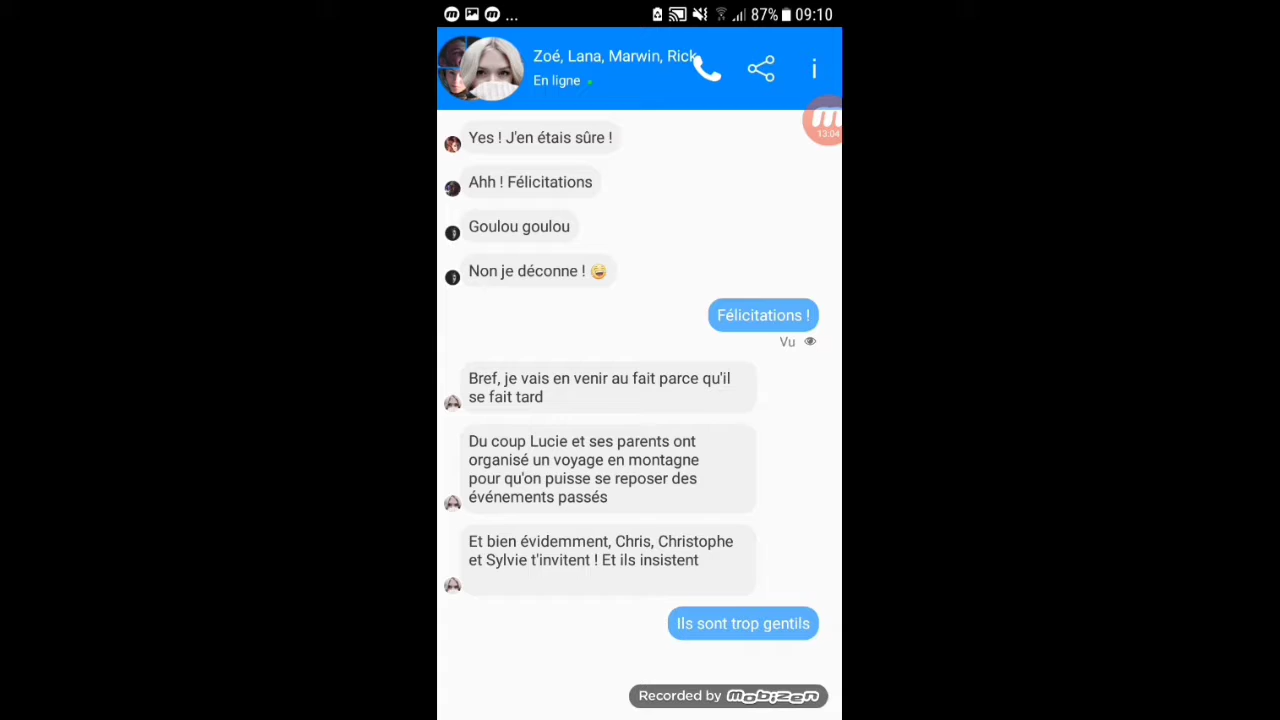 ... 87% 09:10
Zoé, Lana, Marwin, Rick
En ligne
13:04
Yes ! J'en étais sûre !
Ahh ! Félicitations
Goulou goulou
Non je déconne ! 😂
Félicitations !
Vu
Bref, je vais en venir au fait parce qu'il
se fait tard
Du coup Lucie et ses parents ont
organisé un voyage en montagne
pour qu'on puisse se reposer des
événements passés
Et bien évidemment, Chris, Christophe
et Sylvie t'invitent ! Et ils insistent
Ils sont trop gentils
Recorded by mobizen